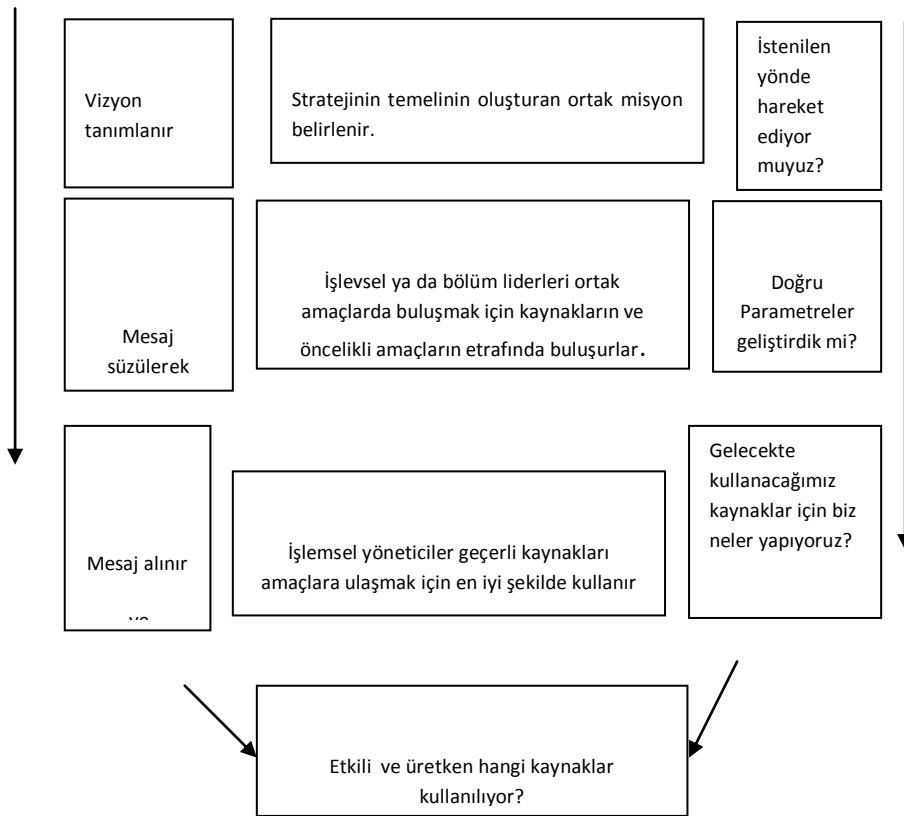 Vizyon
tanımlanır
Stratejinin temelinin oluşturan ortak misyon
belirlenir.
İstenilen
yönde
hareket
ediyor
muyuz?
Mesaj
süzülerek
İşlevsel ya da bölüm liderleri ortak
amaçlarda buluşmak için kaynakların ve
öncelikli amaçların etrafında buluşurlar.
Doğru
Parametreler
geliştirdik mi?
Mesaj alınır
İşlemsel yöneticiler geçerli kaynakları
amaçlara ulaşmak için en iyi şekilde kullanır
Gelecekte
kullanacağımız
kaynaklar için biz
neler yapıyoruz?
Etkili ve üretken hangi kaynaklar
kullanılıyor?